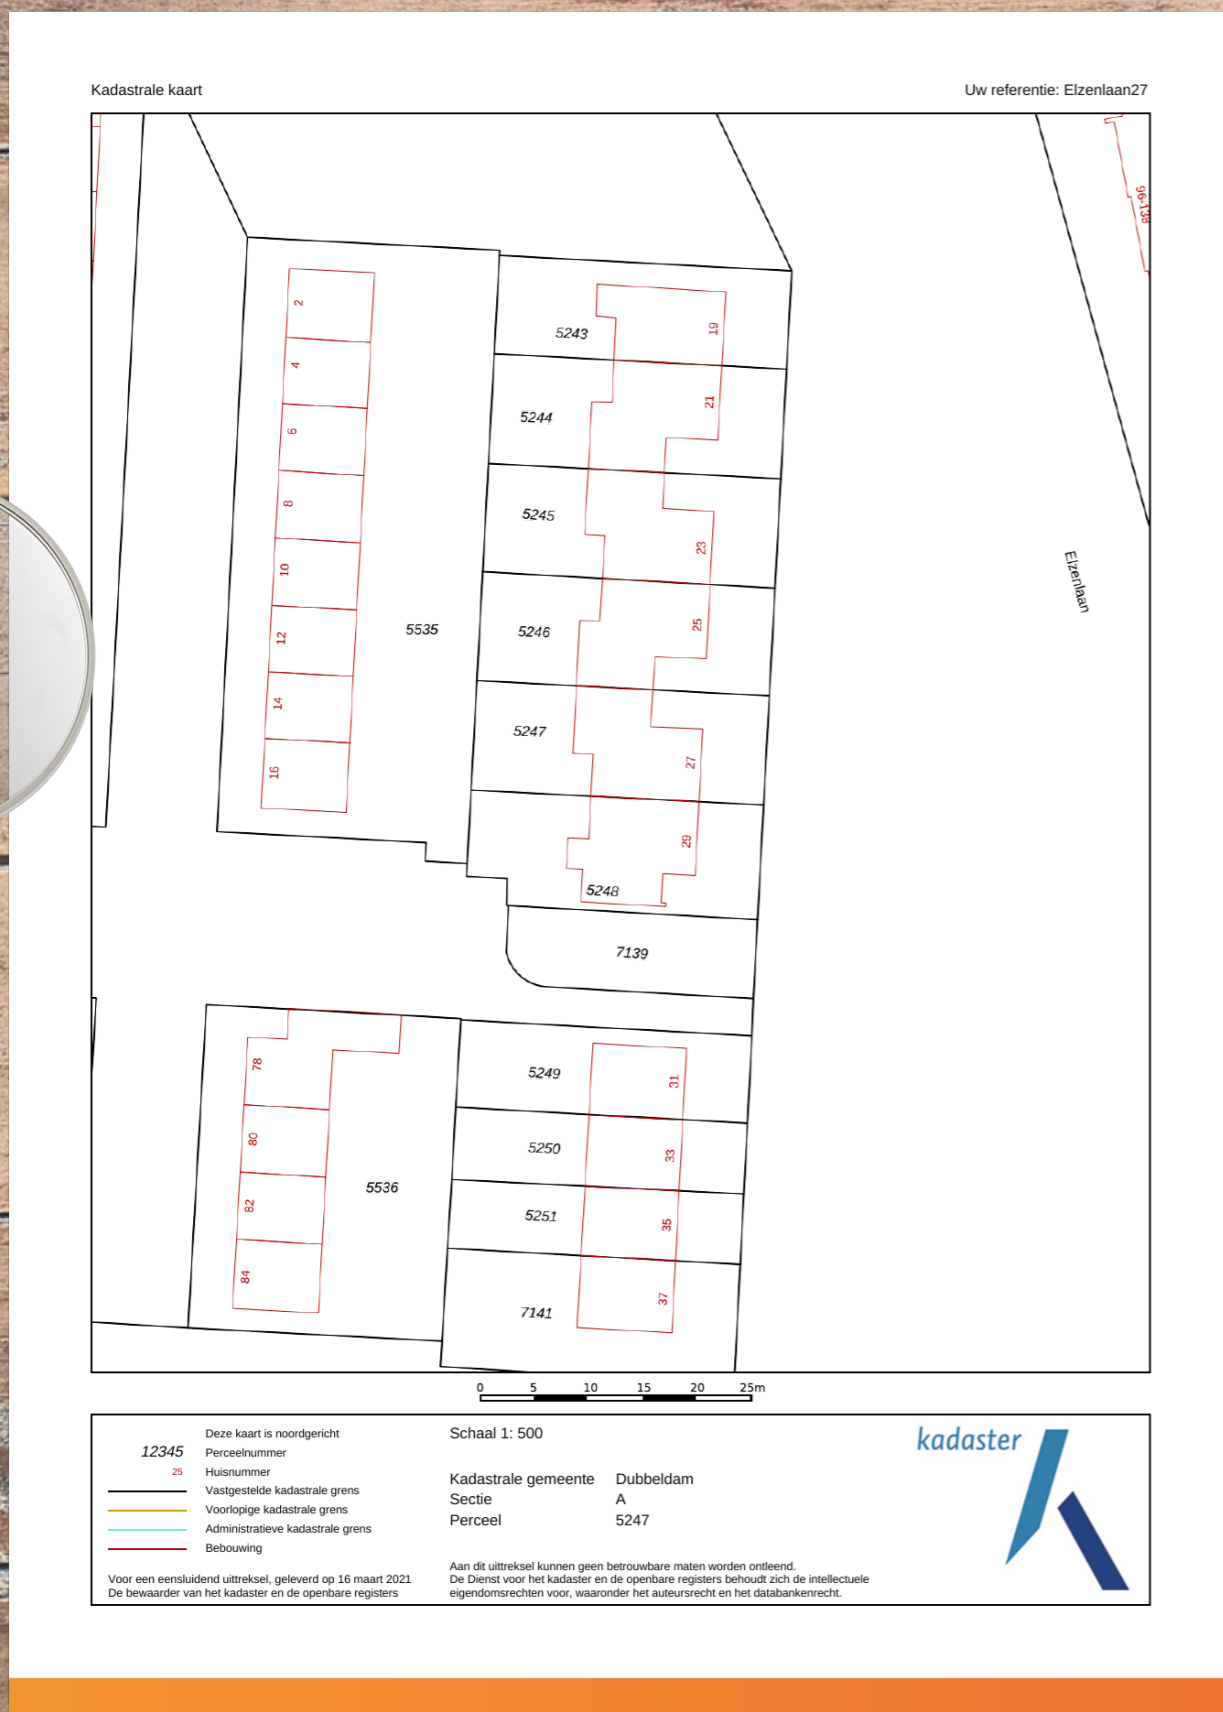 Kadastrale kaart
Uw referentie: Elzenlaan27
96-138
2
4
6
8
10
12
14
16
5535
5243
5244
5245
5246
5247
5248
7139
19
21
23
25
27
29
Elzenlaan
78
80
82
84
5536
5249
5250
5251
7141
31
33
35
37
0 5 10 15 20 25m
Deze kaart is noordgericht
12345 Perceelnummer
25 Huisnummer
Vastgestelde kadastrale grens
Voorlopige kadastrale grens
Administratieve kadastrale grens
Bebouwing
Voor een eensluidend uittreksel, geleverd op 16 maart 2021
De bewaarder van het kadaster en de openbare registers
Schaal 1: 500
Kadastrale gemeente Dubbeldam
Sectie A
Perceel 5247
Aan dit uittreksel kunnen geen betrouwbare maten worden ontleend.
De Dienst voor het kadaster en de openbare registers behoudt zich de intellectuele
eigendomsrechten voor, waaronder het auteursrecht en het databankenrecht.
kadaster